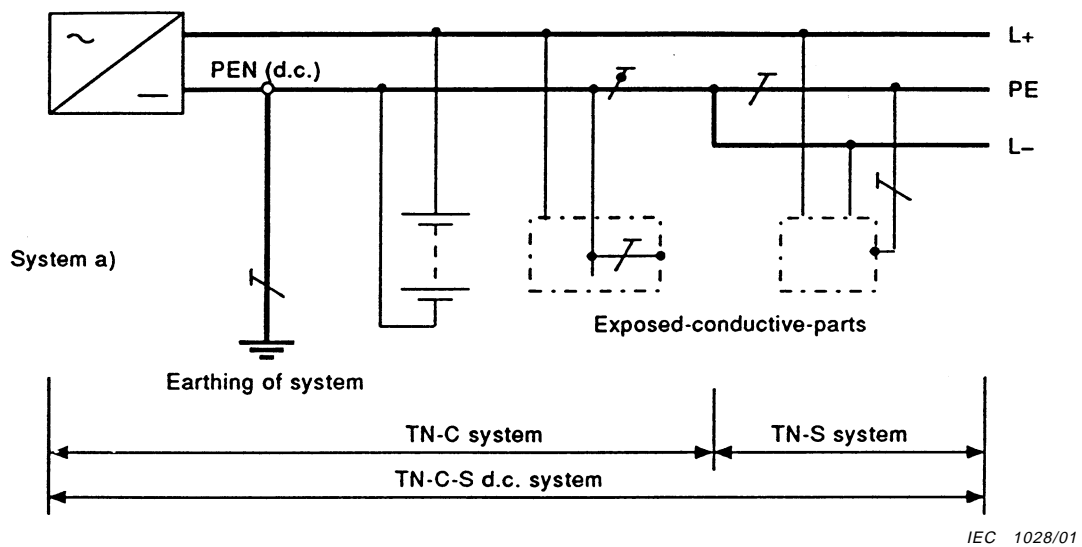 L+
PEN (d.c.)
PE
L–
System a)
Exposed-conductive-parts
Earthing of system
TN-C system
TN-S system
TN-C-S d.c. system
IEC 1028/01